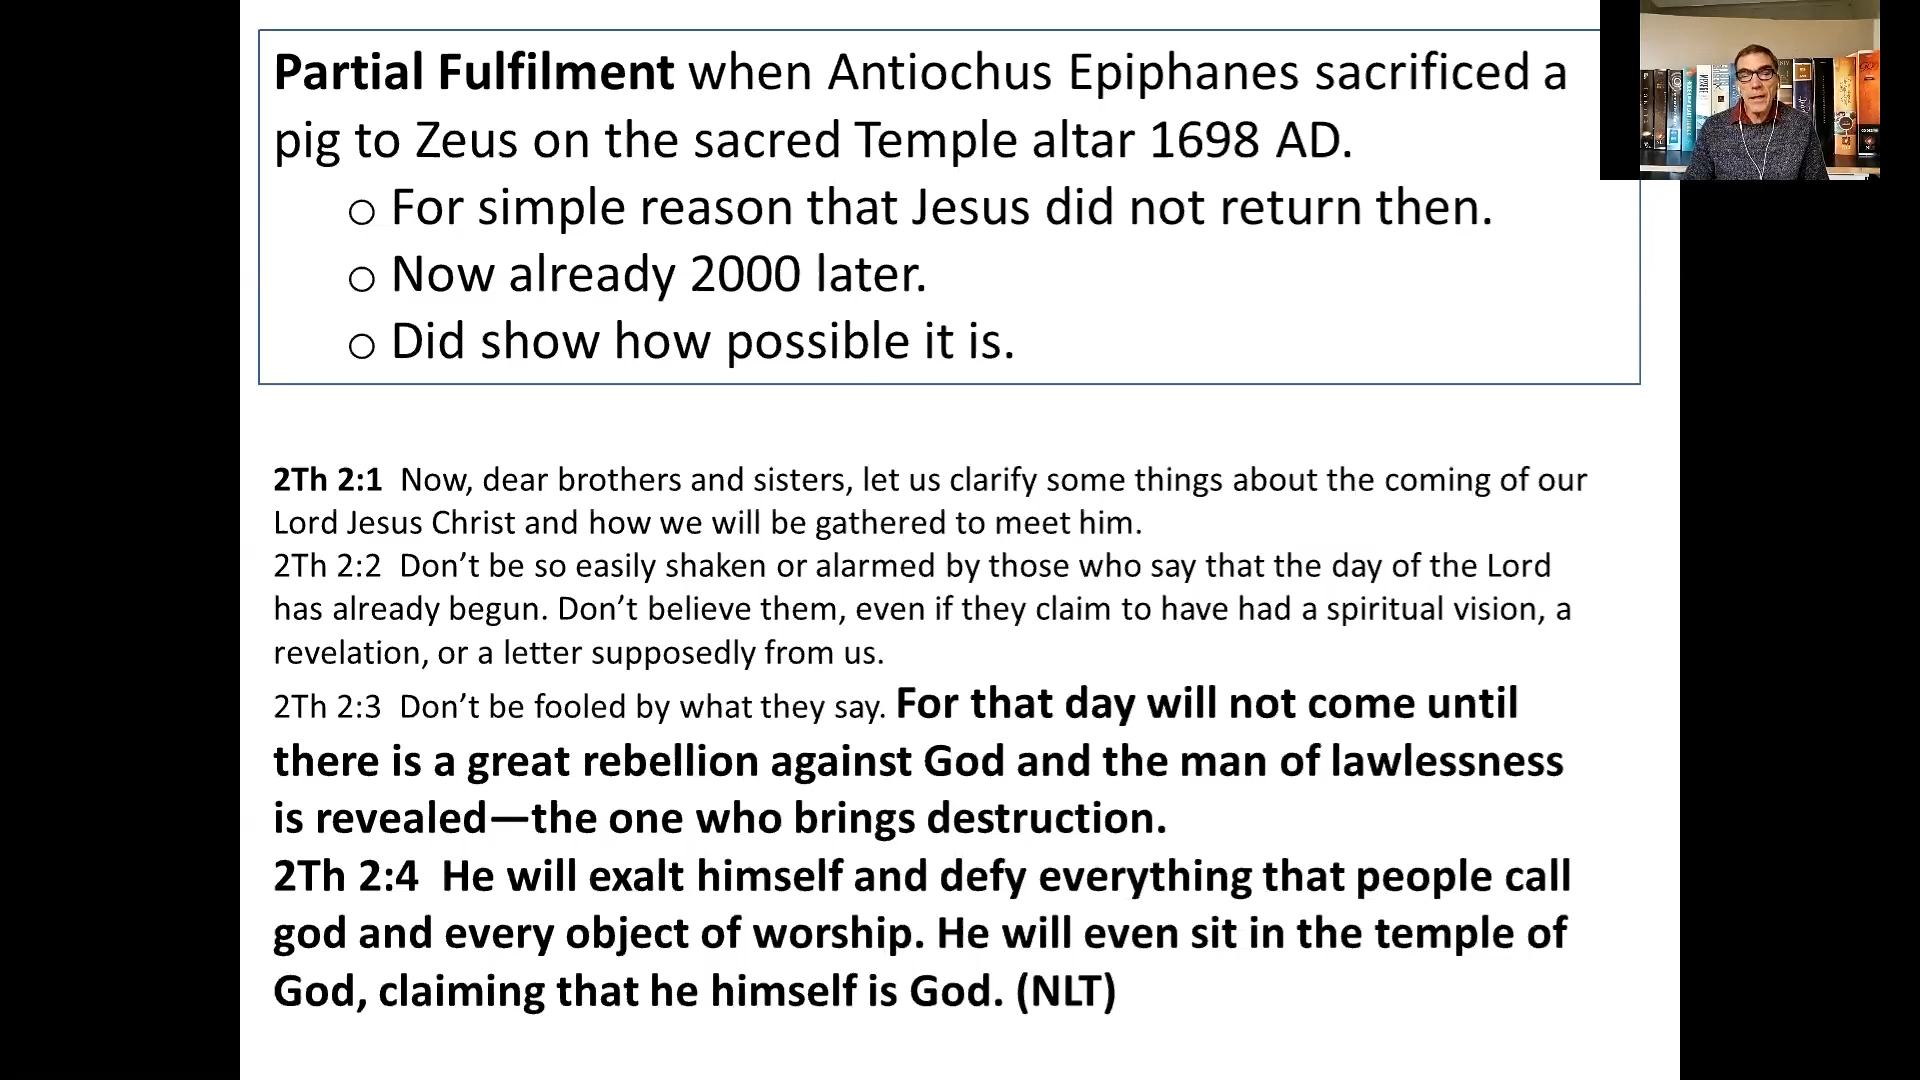 Partial Fulfilment when Antiochus Epiphanes sacrificed a
pig to Zeus on the sacred Temple altar 1698 AD.
○ For simple reason that Jesus did not return then.
○ Now already 2000 later.
○ Did show how possible it is.
2Th 2:1 Now, dear brothers and sisters, let us clarify some things about the coming of our
Lord Jesus Christ and how we will be gathered to meet him.
2Th 2:2 Don’t be so easily shaken or alarmed by those who say that the day of the Lord
has already begun. Don’t believe them, even if they claim to have had a spiritual vision, a
revelation, or a letter supposedly from us.
2Th 2:3 Don’t be fooled by what they say. For that day will not come until
there is a great rebellion against God and the man of lawlessness
is revealed—the one who brings destruction.
2Th 2:4 He will exalt himself and defy everything that people call
god and every object of worship. He will even sit in the temple of
God, claiming that he himself is God. (NLT)